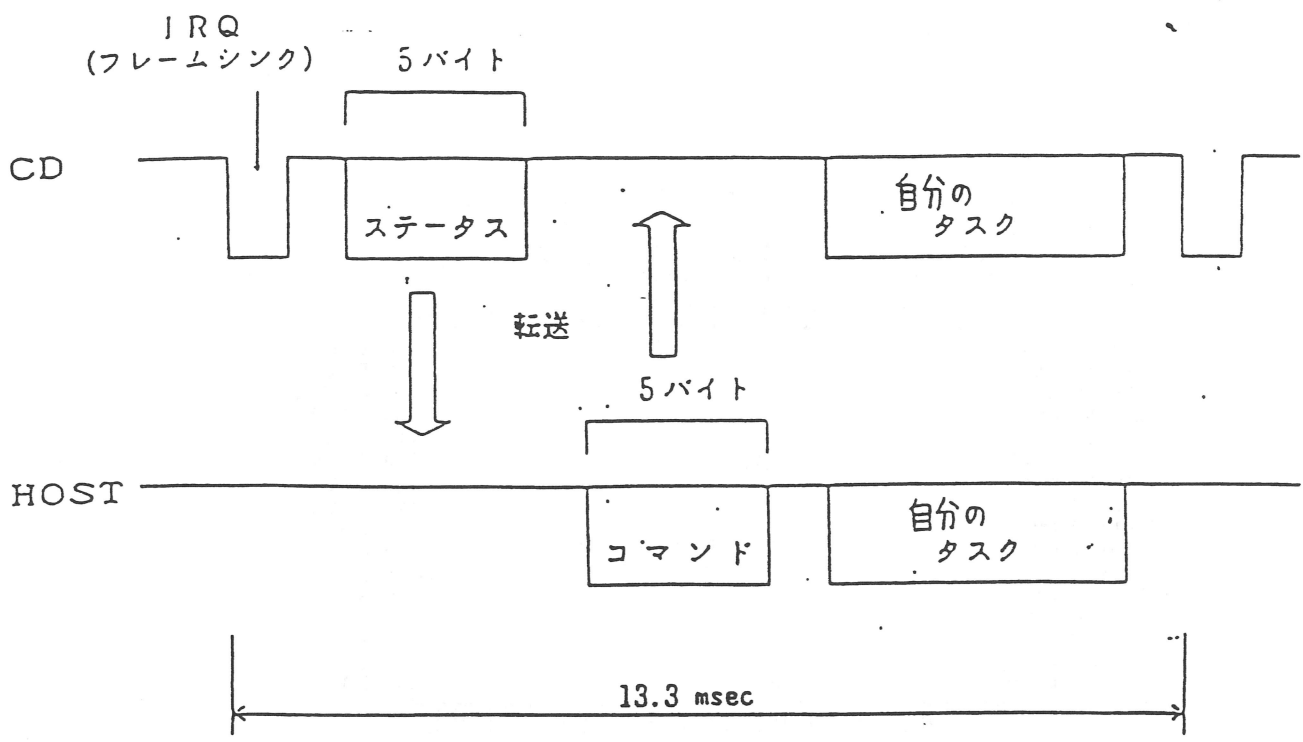 IRQ
(フレームシンク)
5バイト
CD
ステータス
自分の
タスク
転送
5バイト
HOST
コマンド
自分の
タスク
13.3 msec